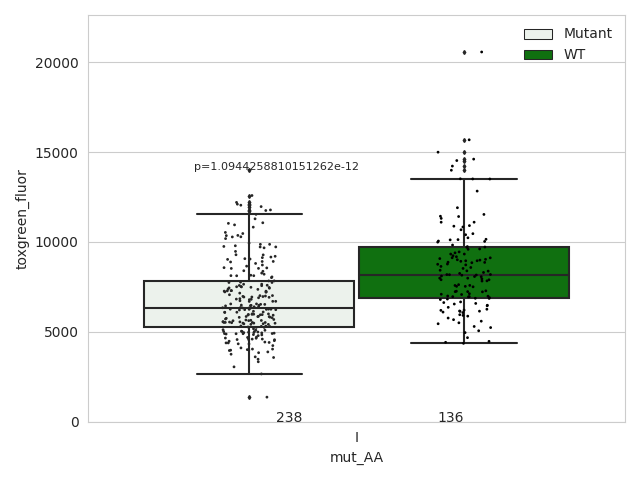 Mutant
WT
20000
15000
10000
5000
0
toxgreen_fluor
p=1.0944258810151262e-12
238
136
I
mut_AA